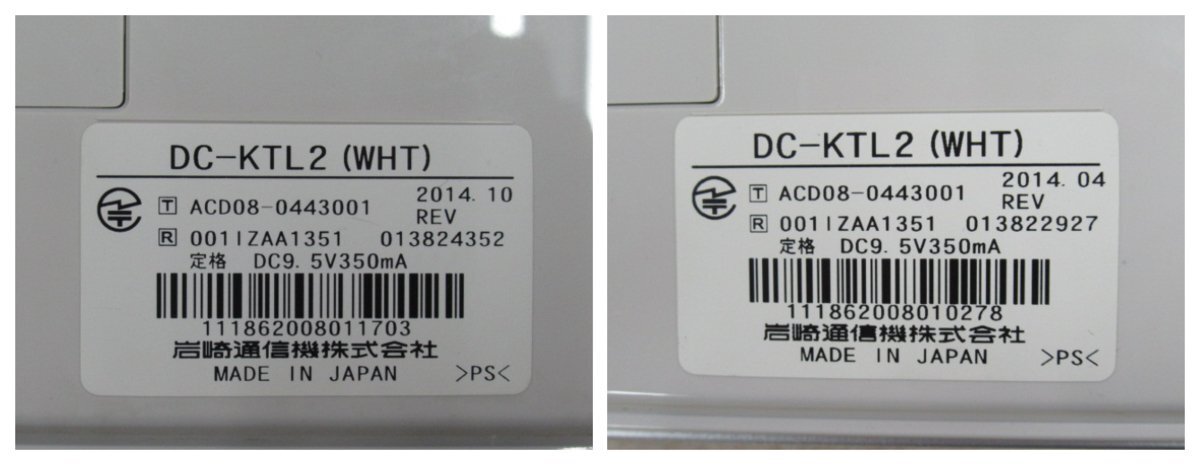 DC-KTL2 (WHT)
T ACD08-0443001 2014.10
REV
R 001IZAA1351 013824352
定格 DC9.5V350mA
111862008011703
岩崎通信機株式会社
MADE IN JAPAN >PS<
DC-KTL2 (WHT)
T ACD08-0443001 2014.04
REV
R 001IZAA1351 013822927
定格 DC9.5V350mA
111862008010278
岩崎通信機株式会社
MADE IN JAPAN >PS<